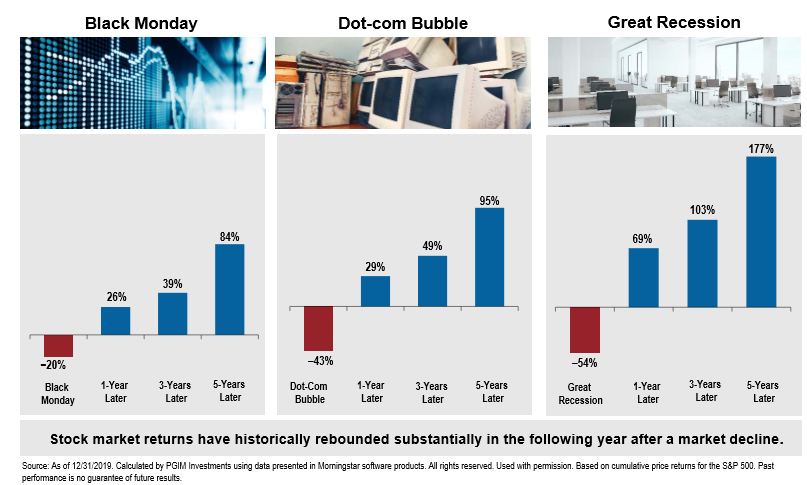 Black Monday
Dot-com Bubble
Great Recession
84%
39%
26%
–20%
Black
Monday
1-Year
Later
3-Years
Later
5-Years
Later
95%
49%
29%
–43%
Dot-Com
Bubble
1-Year
Later
3-Years
Later
5-Years
Later
177%
103%
69%
–54%
Great
Recession
1-Year
Later
3-Years
Later
5-Years
Later
Stock market returns have historically rebounded substantially in the following year after a market decline.
Source: As of 12/31/2019. Calculated by PGIM Investments using data presented in Morningstar software products. All rights reserved. Used with permission. Based on cumulative price returns for the S&P 500. Past
performance is no guarantee of future results.